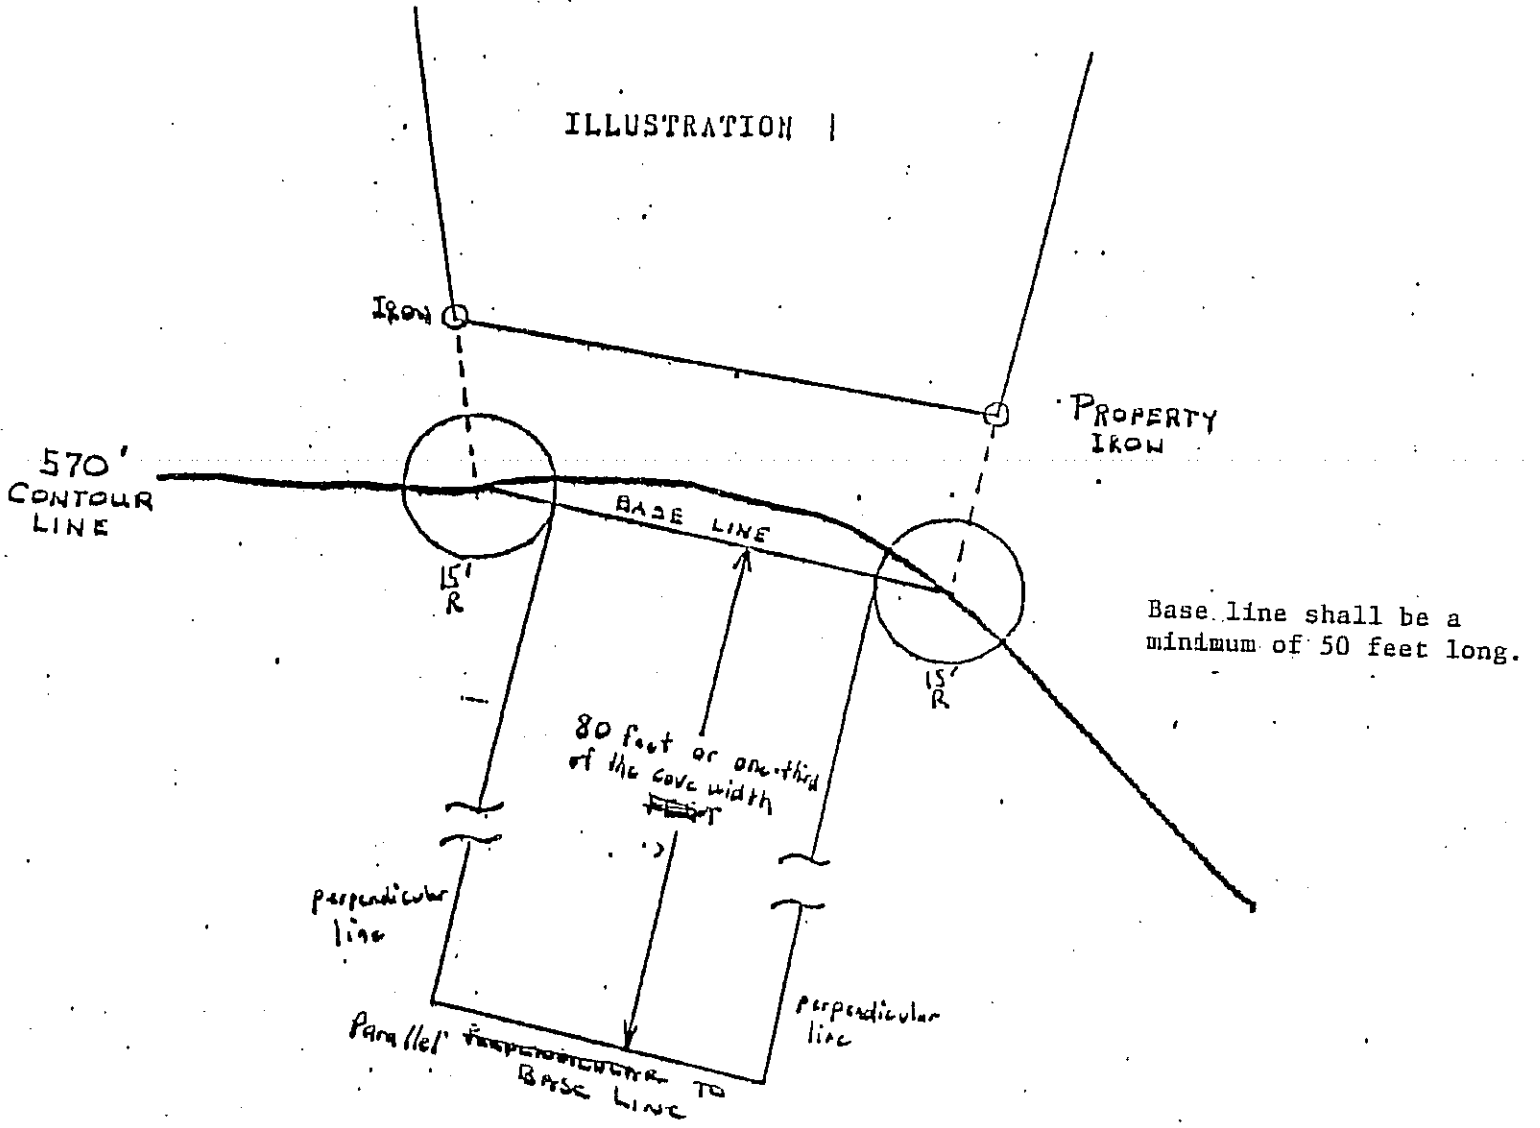 ILLUSTRATION 1
IRON
PROPERTY
IRON
570'
CONTOUR
LINE
BASE LINE
15'
R
15'
R
Base line shall be a
minimum of 50 feet long.
80 feet or one-third
of the cove width
perpendicular
line
perpendicular
line
Parallel TO
BASE LINE